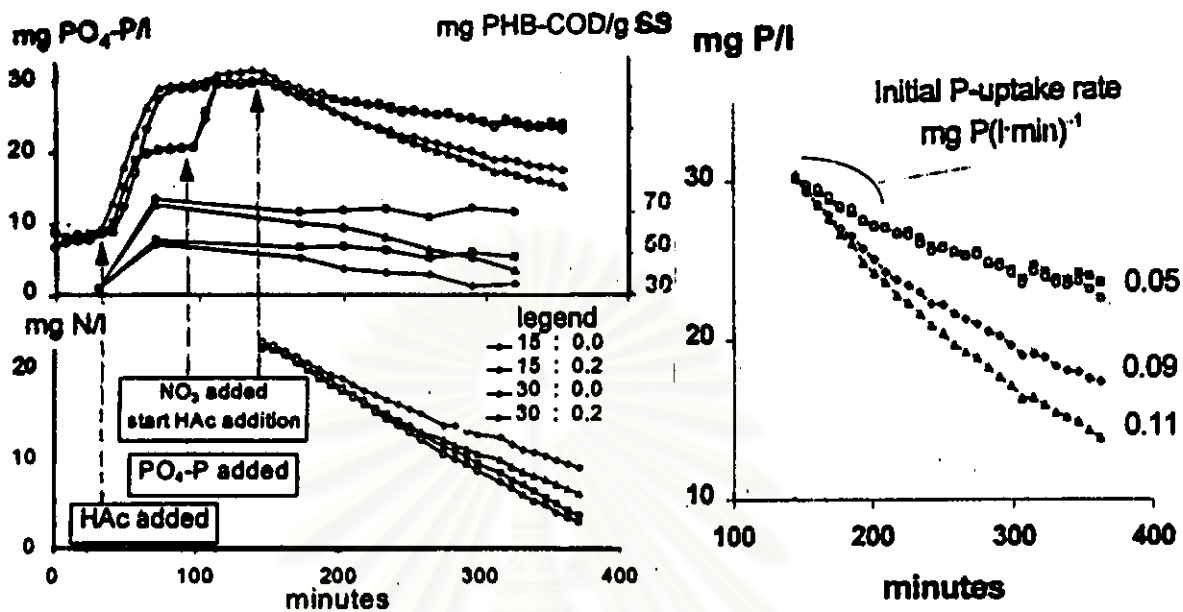 mg PO₄-P/l
mg PHB-COD/g SS
30
20
10
0
70
50
30
mg N/l
20
10
0
legend
15 : 0.0
15 : 0.2
30 : 0.0
30 : 0.2
NO₃ added
start HAc addition
PO₄-P added
HAc added
0
100
200
300
400
minutes
mg P/l
Initial P-uptake rate
mg P(l·min)⁻¹
30
20
10
0.05
0.09
0.11
100
200
300
400
minutes